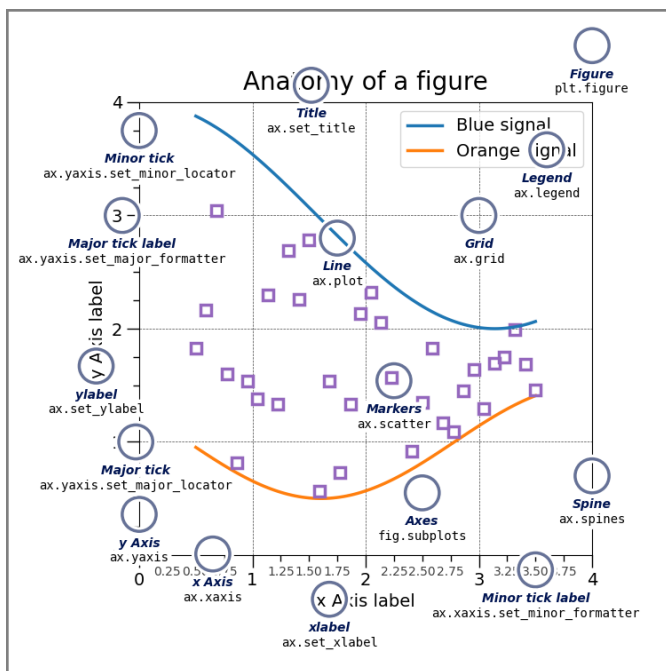 Figure
plt.figure
Anatomy of a figure
Title
ax.set_title
4
Blue signal
Orange signal
Legend
ax.legend
Minor tick
ax.yaxis.set_minor_locator
3
Major tick label
ax.yaxis.set_major_formatter
Grid
ax.grid
Line
ax.plot
y Axis label
2
ylabel
ax.set_ylabel
Markers
ax.scatter
Major tick
ax.yaxis.set_major_locator
Axes
fig.subplots
Spine
ax.spines
y Axis
ax.yaxis
x Axis
ax.xaxis
0.25 1.25 1.50 1.75 2.25 2.50 2.75 3.50
0 1 2 3 4
Minor tick label
ax.xaxis.set_minor_formatter
x Axis label
xlabel
ax.set_xlabel